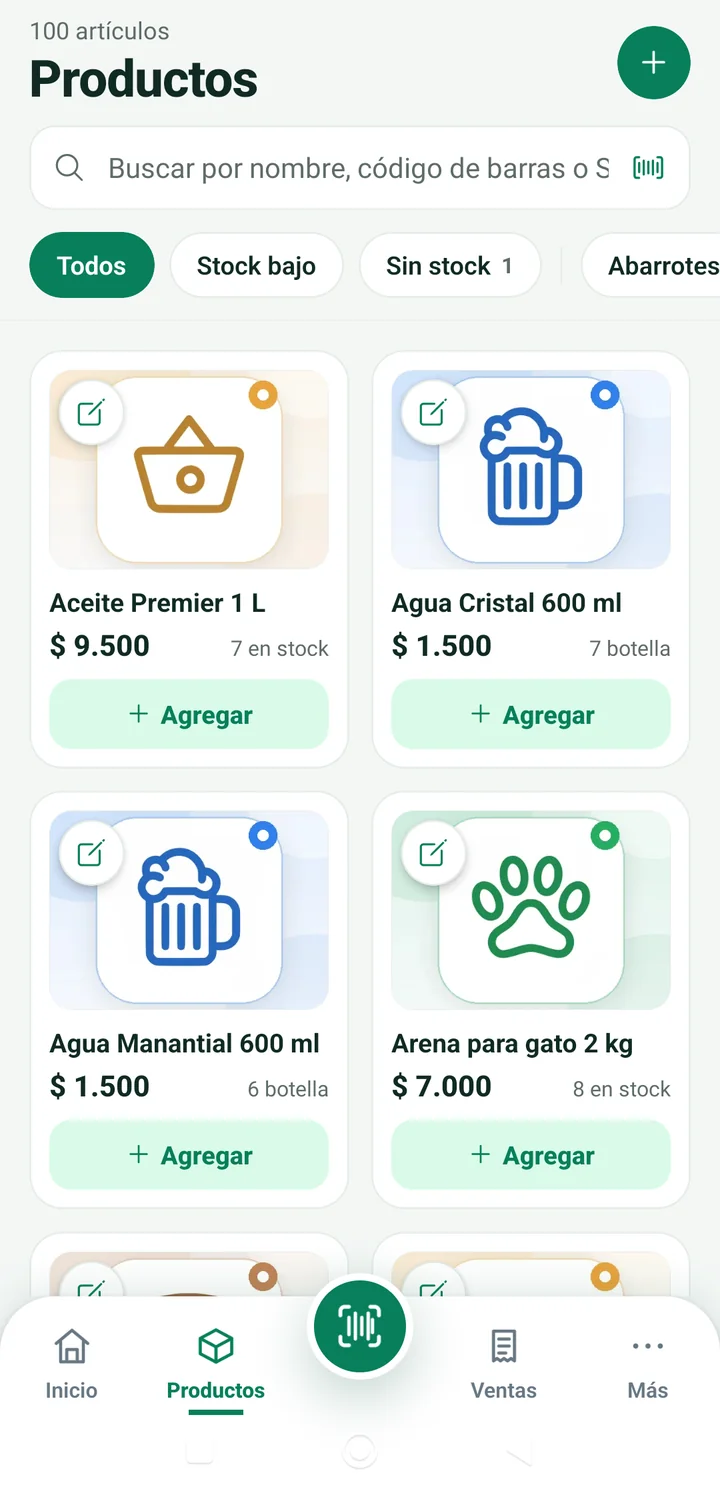 100 artículos
Productos
Buscar por nombre, código de barras o S
Todos
Stock bajo
Sin stock 1
Abarrotes
Aceite Premier 1 L
$ 9.500
7 en stock
Agregar
Agua Cristal 600 ml
$ 1.500
7 botella
Agregar
Agua Manantial 600 ml
$ 1.500
6 botella
Agregar
Arena para gato 2 kg
$ 7.000
8 en stock
Agregar
Inicio
Productos
Ventas
Más